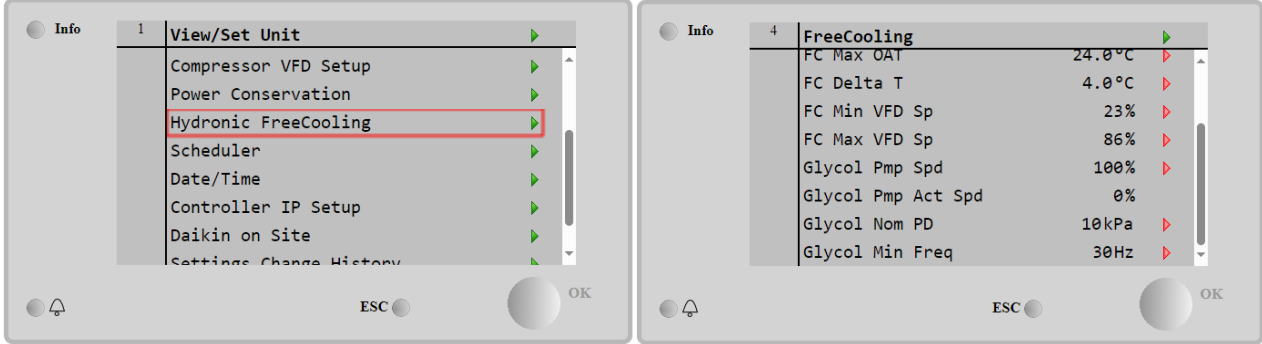 Info
1 View/Set Unit
Compressor VFD Setup
Power Conservation
Hydronic FreeCooling
Scheduler
Date/Time
Controller IP Setup
Daikin on Site
Settings Change History
ESC
OK
Info
4 FreeCooling
FC Max OAT 24.0°C
FC Delta T 4.0°C
FC Min VFD Sp 23%
FC Max VFD Sp 86%
Glycol Pmp Spd 100%
Glycol Pmp Act Spd 0%
Glycol Nom PD 10kPa
Glycol Min Freq 30Hz
ESC
OK